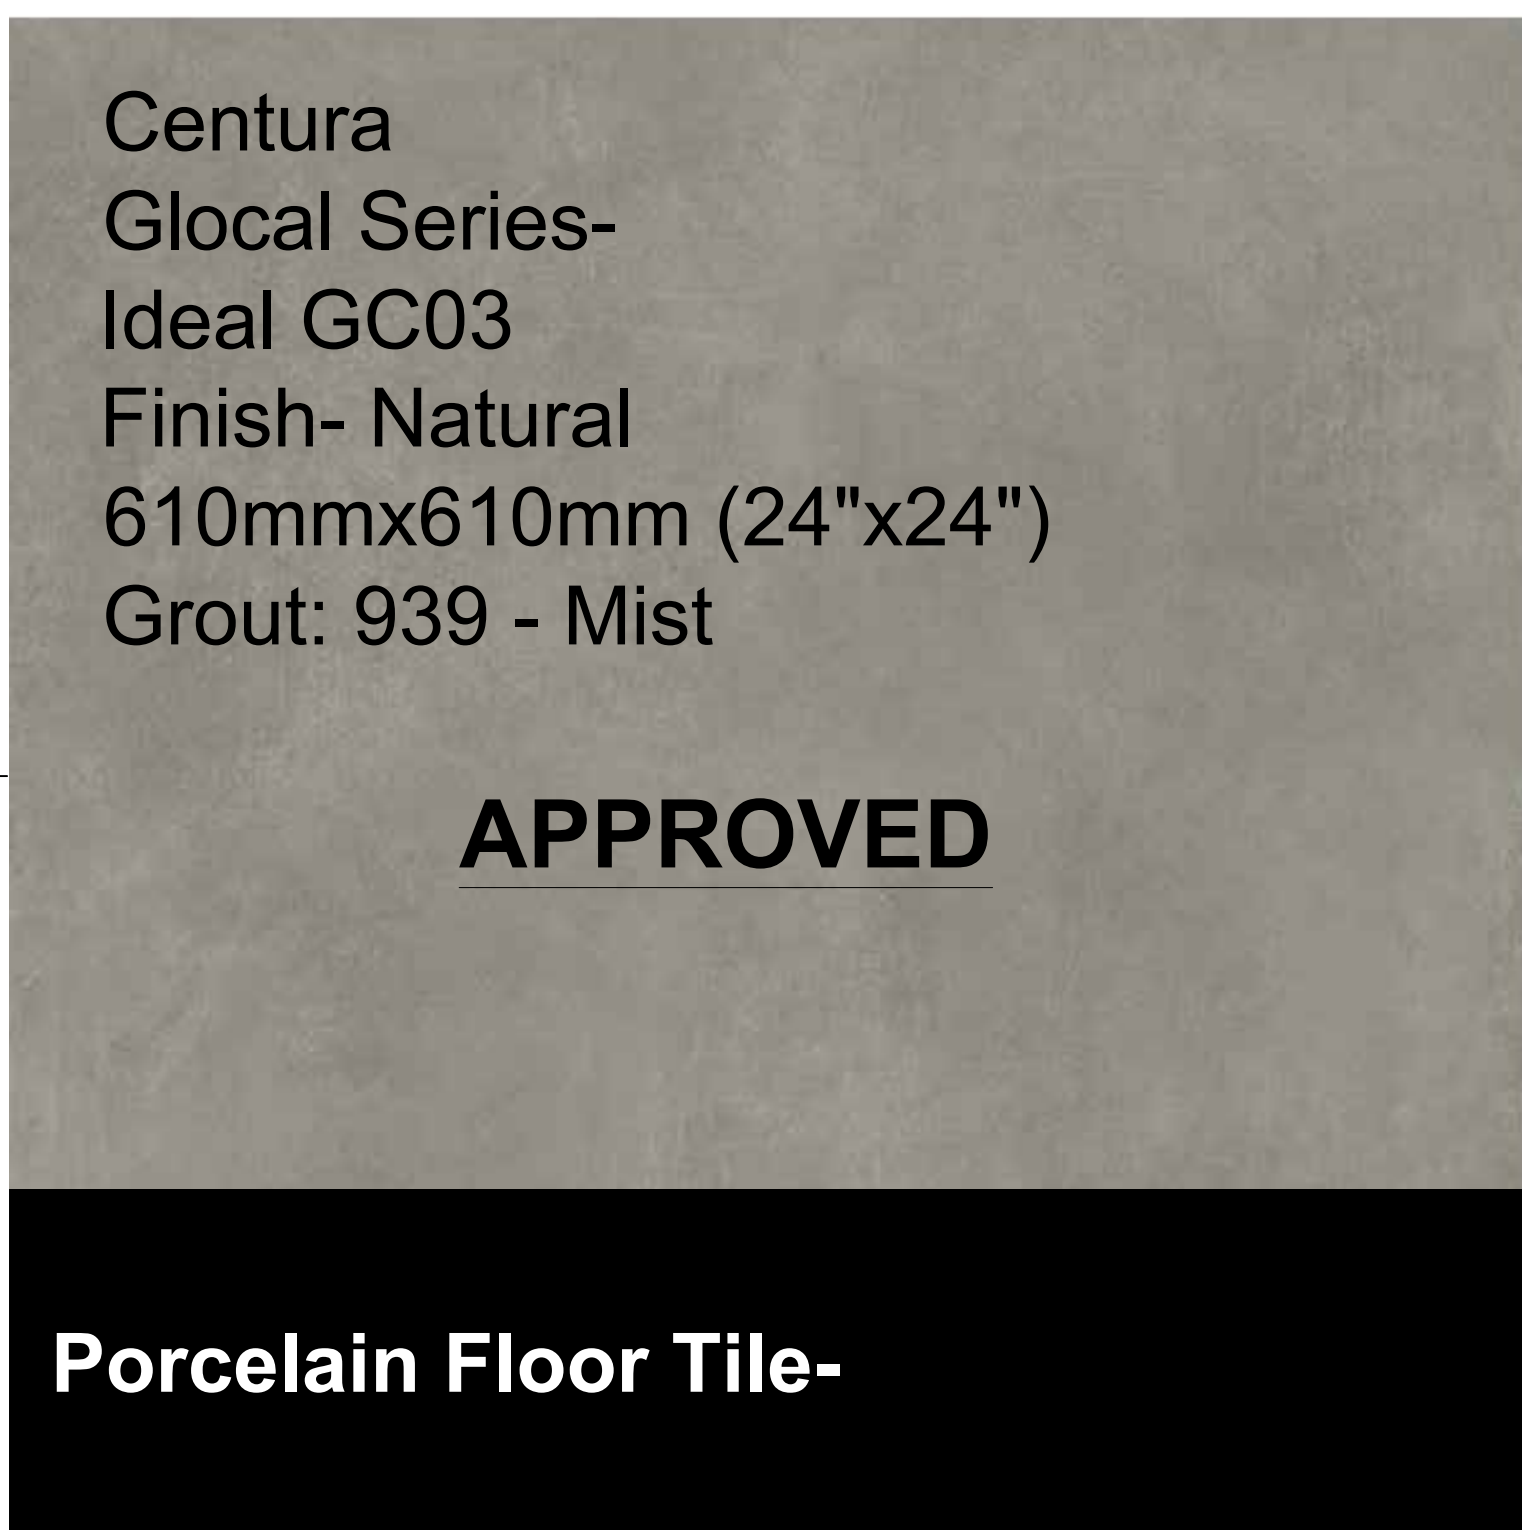 Centura
Glocal Series-
Ideal GC03
Finish- Natural
610mmx610mm (24"x24")
Grout: 939 - Mist
APPROVED
Porcelain Floor Tile-